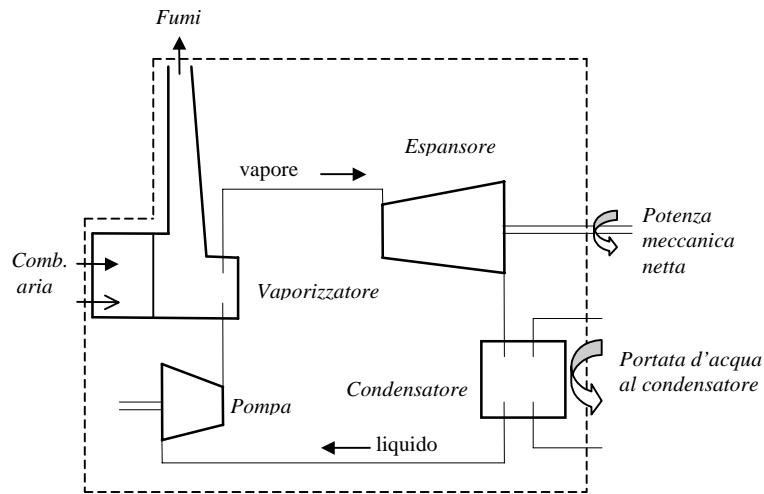 Fumi
Espansore
vapore
Potenza
meccanica
netta
Comb.
aria
Vaporizzatore
Portata d'acqua
al condensatore
Condensatore
Pompa
liquido